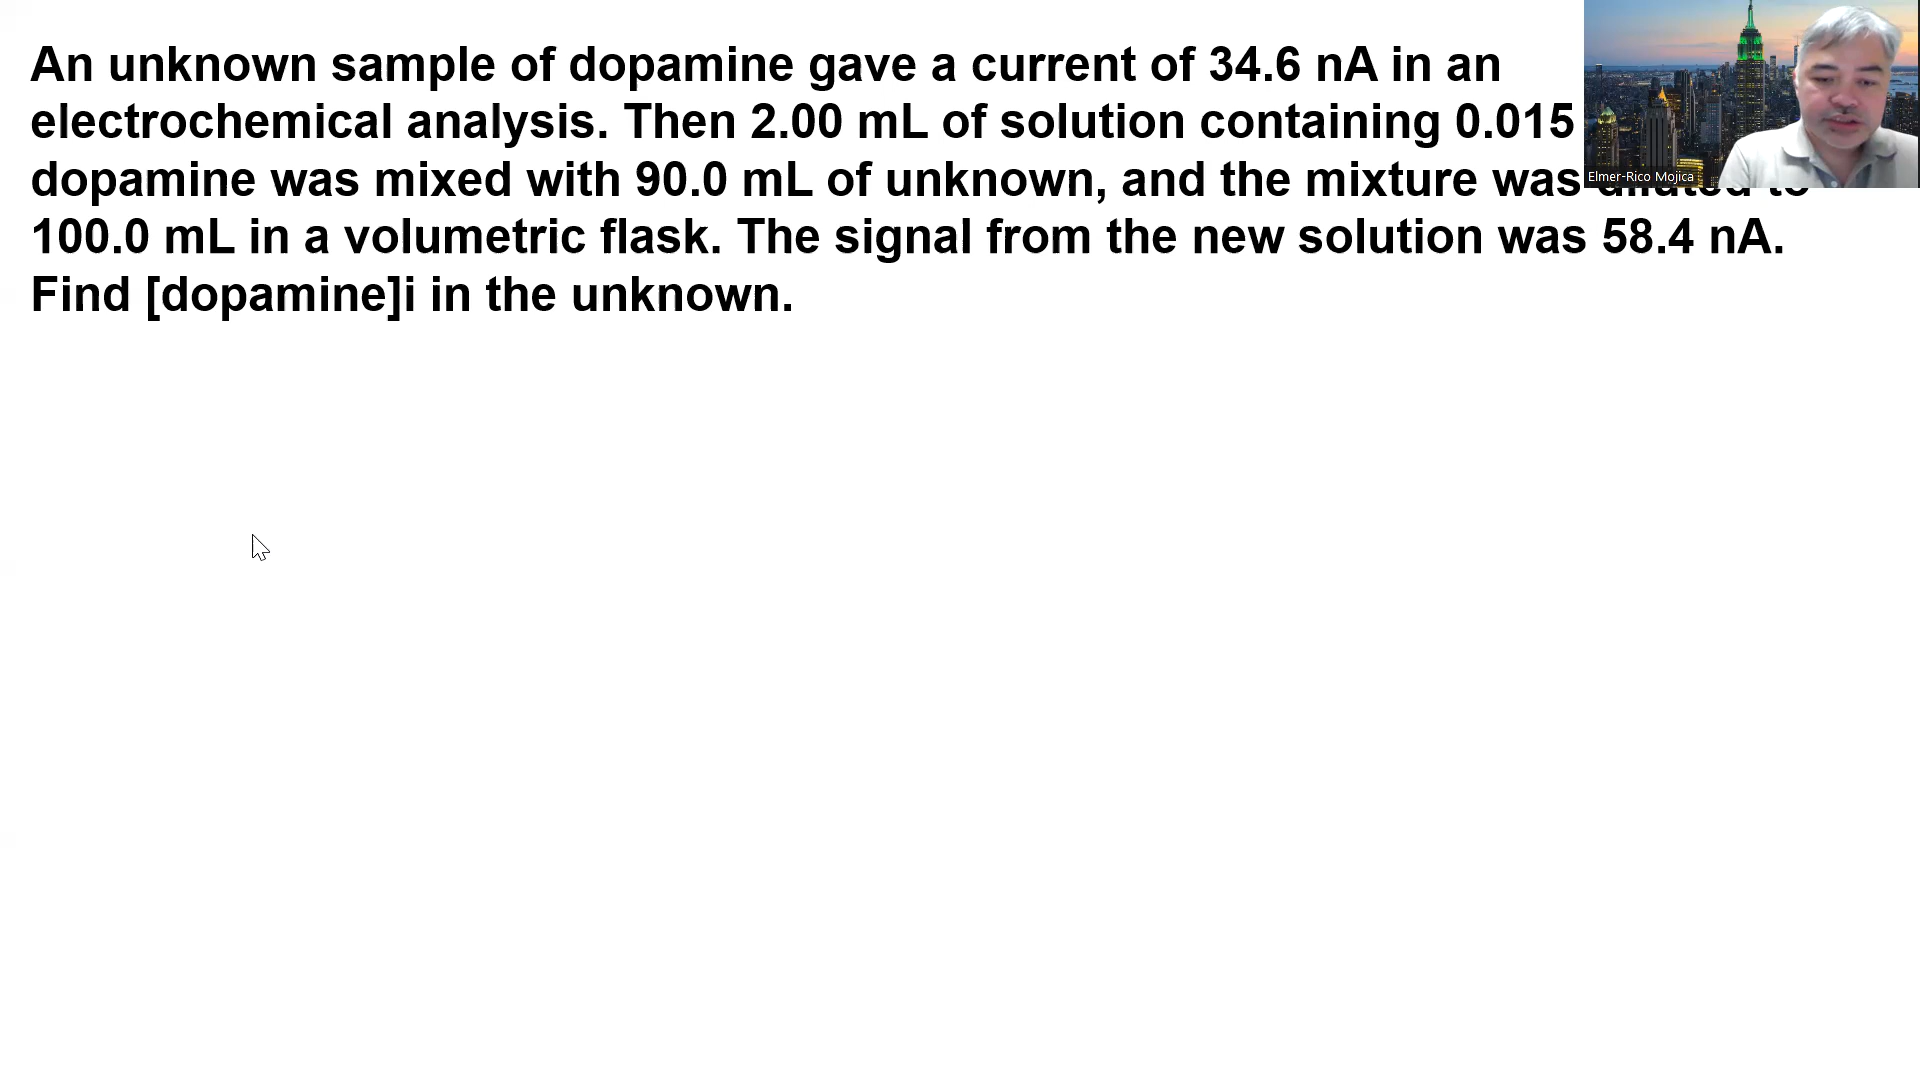 An unknown sample of dopamine gave a current of 34.6 nA in an
electrochemical analysis. Then 2.00 mL of solution containing 0.015
dopamine was mixed with 90.0 mL of unknown, and the mixture was diluted to
100.0 mL in a volumetric flask. The signal from the new solution was 58.4 nA.
Find [dopamine]i in the unknown.
Elmer-Rico Mojica